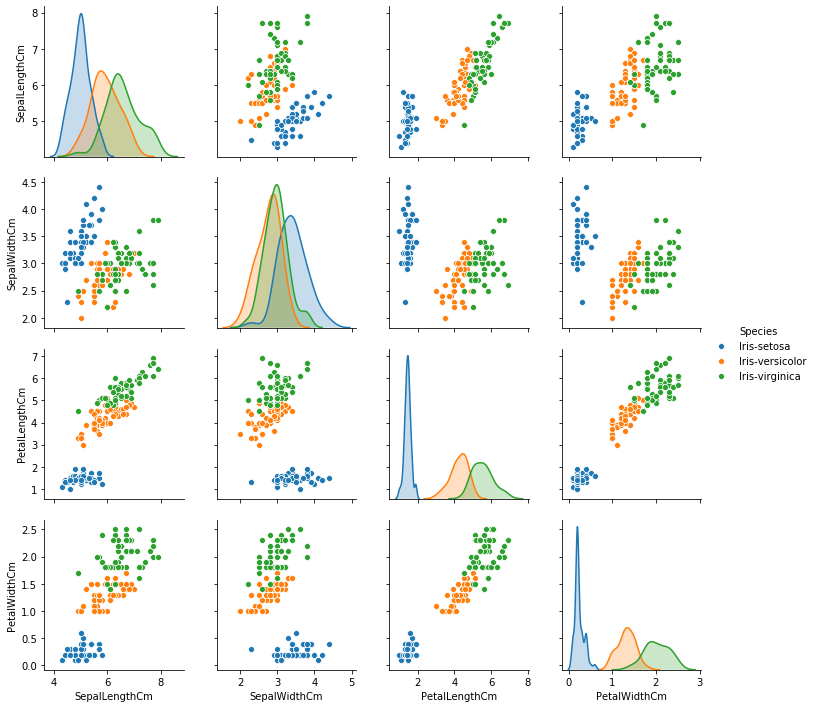 8
7
6
5
SepalLengthCm
4.5
4.0
3.5
3.0
2.5
2.0
SepalWidthCm
Species
Iris-setosa
Iris-versicolor
Iris-virginica
7
6
5
4
3
2
1
PetalLengthCm
2.5
2.0
1.5
1.0
0.5
0.0
PetalWidthCm
4 6 8
SepalLengthCm
2 3 4 5
SepalWidthCm
2 4 6 8
PetalLengthCm
0 1 2 3
PetalWidthCm